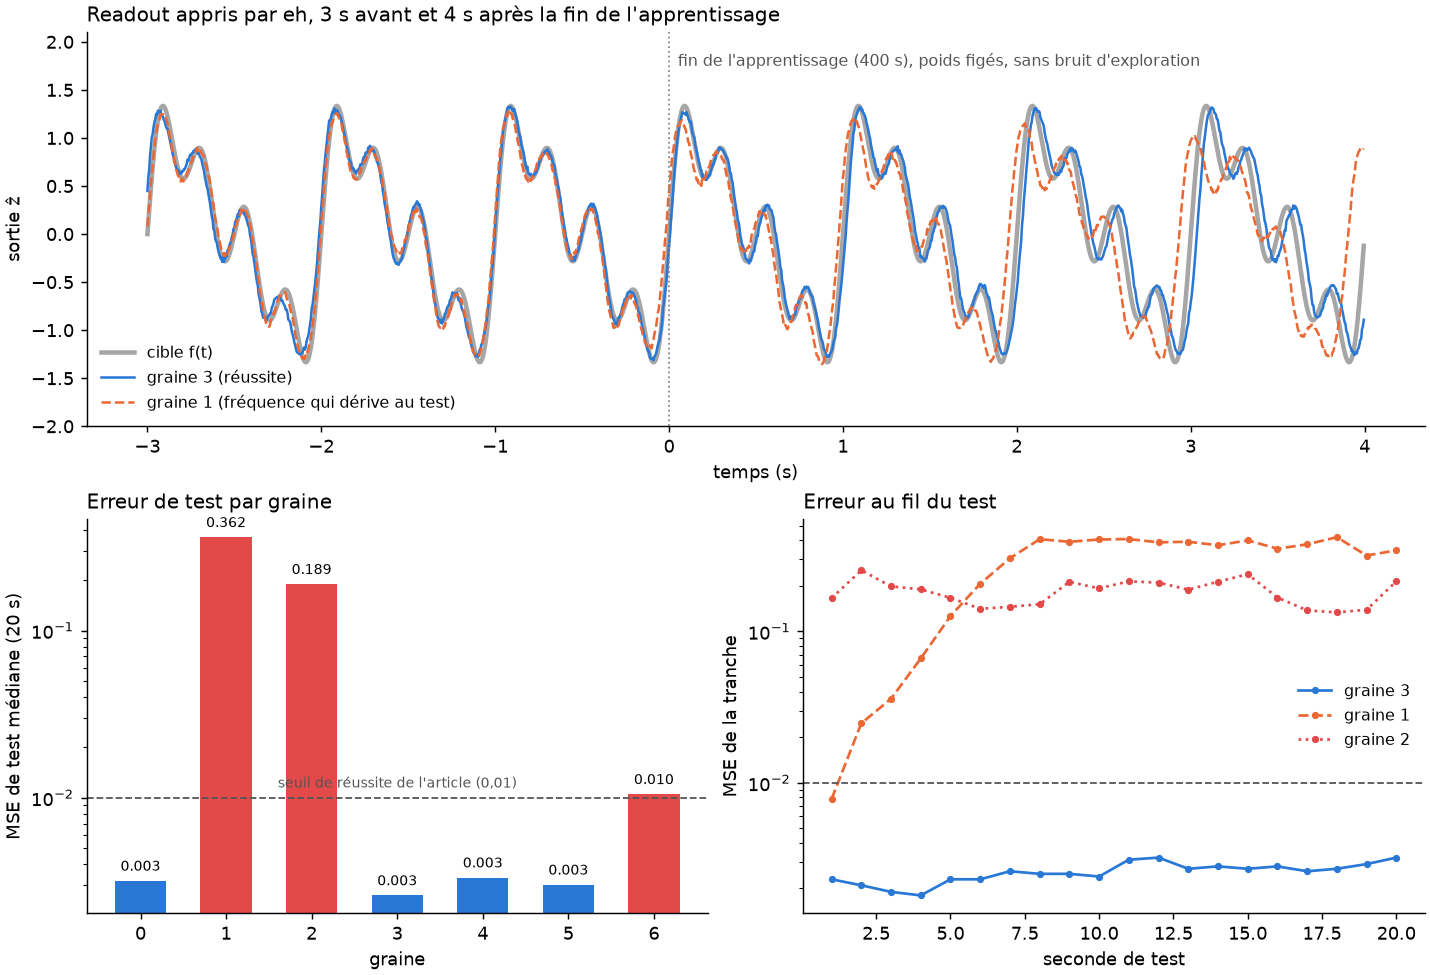 Readout appris par eh, 3 s avant et 4 s après la fin de l'apprentissage
2.0
1.5
1.0
0.5
0.0
−0.5
−1.0
−1.5
−2.0
sortie ẑ
fin de l'apprentissage (400 s), poids figés, sans bruit d'exploration
cible f(t)
graine 3 (réussite)
graine 1 (fréquence qui dérive au test)
−3
−2
−1
0
1
2
3
4
temps (s)
Erreur de test par graine
MSE de test médiane (20 s)
10⁻¹
10⁻²
0.003
0.362
0.189
0.003
0.003
0.003
0.010
seuil de réussite de l'article (0,01)
0
1
2
3
4
5
6
graine
Erreur au fil du test
MSE de la tranche
10⁻¹
10⁻²
graine 3
graine 1
graine 2
2.5
5.0
7.5
10.0
12.5
15.0
17.5
20.0
seconde de test